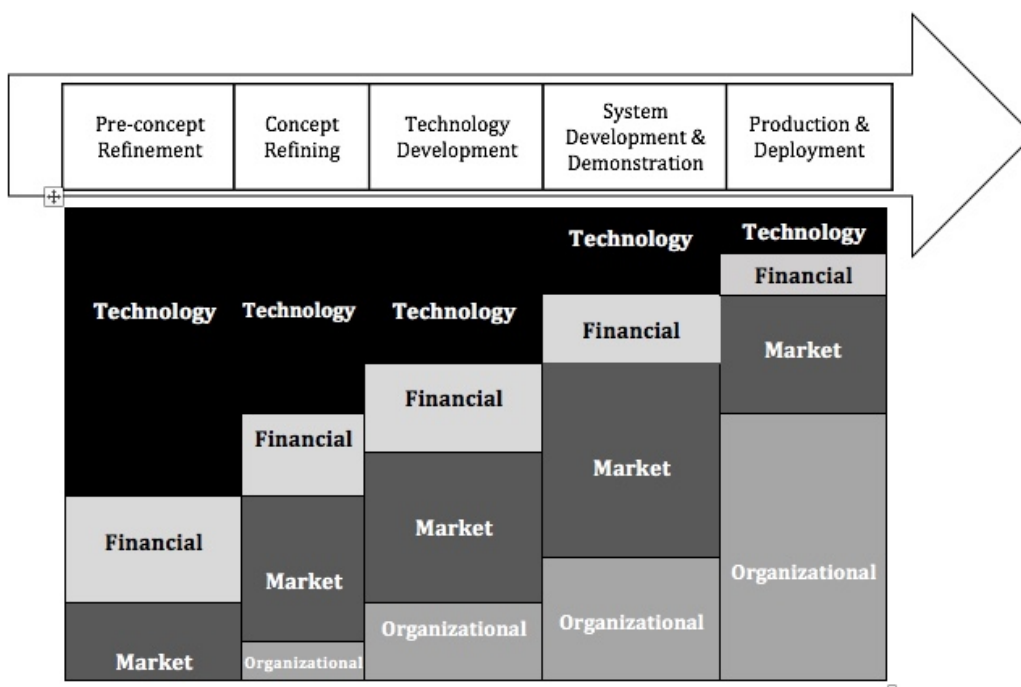 Pre-concept
Refinement
Concept
Refining
Technology
Development
System
Development &
Demonstration
Production &
Deployment
Technology
Financial
Market
Technology
Financial
Market
Organizational
Technology
Financial
Market
Organizational
Technology
Financial
Market
Organizational
Technology
Financial
Market
Organizational